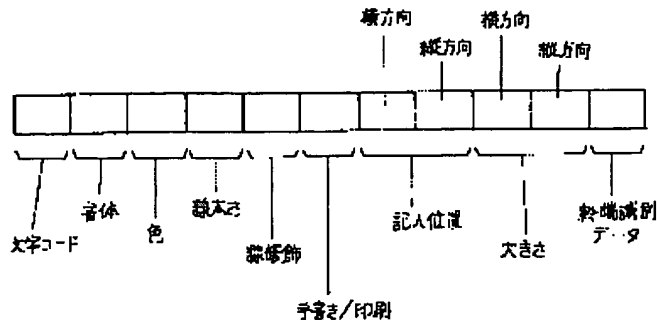 横方向
横方向
縦方向
縦方向
文字コード
書体
色
線太さ
線修飾
手書き/印刷
記入位置
大きさ
終端識別
データ